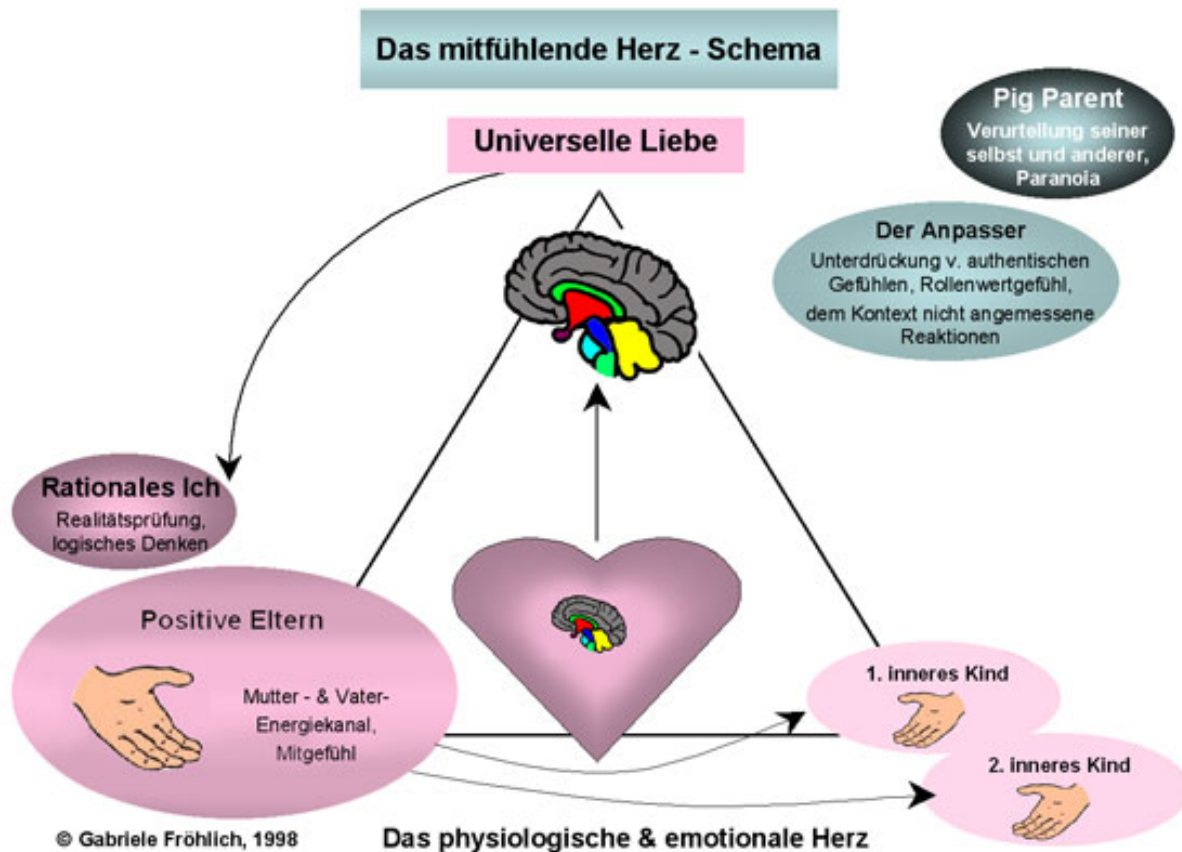 Das mitfühlende Herz - Schema
Universelle Liebe
Pig Parent
Verurteilung seiner
selbst und anderer,
Paranoia
Der Anpasser
Unterdrückung v. authentischen
Gefühlen, Rollenwertgefühl,
dem Kontext nicht angemessene
Reaktionen
Rationales Ich
Realitätsprüfung,
logisches Denken
Positive Eltern
Mutter - & Vater-
Energiekanal,
Mitgefühl
1. inneres Kind
2. inneres Kind
© Gabriele Fröhlich, 1998
Das physiologische & emotionale Herz